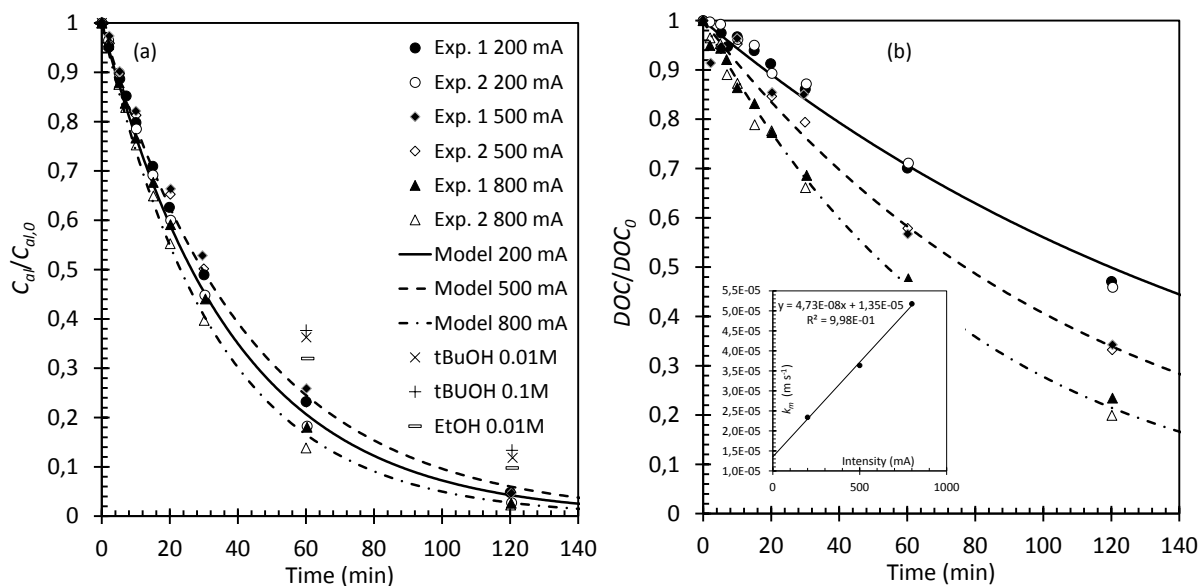 (a)
C_al/C_al,0
1
0,9
0,8
0,7
0,6
0,5
0,4
0,3
0,2
0,1
0
0 20 40 60 80 100 120 140
Time (min)
Exp. 1 200 mA
Exp. 2 200 mA
Exp. 1 500 mA
Exp. 2 500 mA
Exp. 1 800 mA
Exp. 2 800 mA
Model 200 mA
Model 500 mA
Model 800 mA
tBuOH 0.01M
tBUOH 0.1M
EtOH 0.01M
(b)
DOC/DOC_0
1
0,9
0,8
0,7
0,6
0,5
0,4
0,3
0,2
0,1
0
0 20 40 60 80 100 120 140
Time (min)
5,5E-05
5,0E-05
4,5E-05
4,0E-05
3,5E-05
3,0E-05
2,5E-05
2,0E-05
1,5E-05
1,0E-05
k_m (m s⁻¹)
y = 4,73E-08x + 1,35E-05
R² = 9,98E-01
Intensity (mA)
0 500 1000